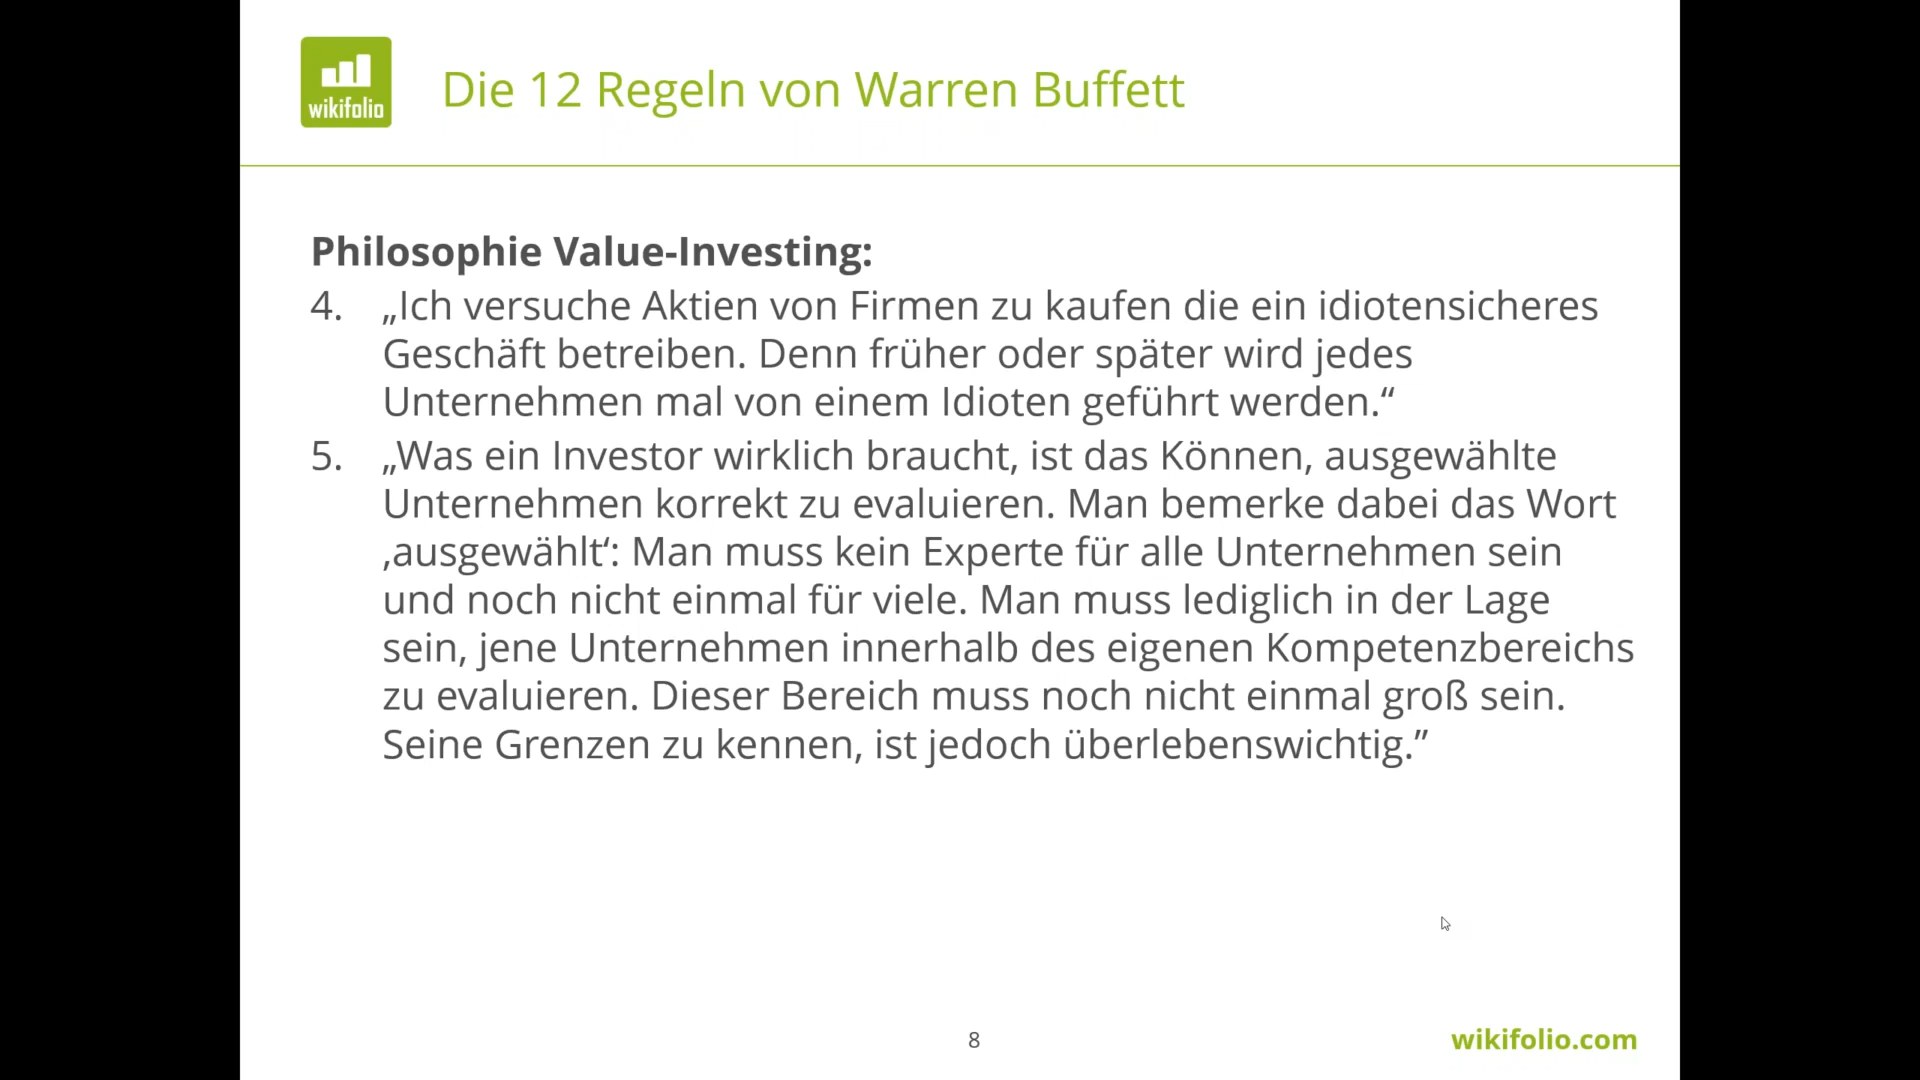 wikifolio
Die 12 Regeln von Warren Buffett
Philosophie Value-Investing:
4. „Ich versuche Aktien von Firmen zu kaufen die ein idiotensicheres
Geschäft betreiben. Denn früher oder später wird jedes
Unternehmen mal von einem Idioten geführt werden.“
5. „Was ein Investor wirklich braucht, ist das Können, ausgewählte
Unternehmen korrekt zu evaluieren. Man bemerke dabei das Wort
‚ausgewählt‘: Man muss kein Experte für alle Unternehmen sein
und noch nicht einmal für viele. Man muss lediglich in der Lage
sein, jene Unternehmen innerhalb des eigenen Kompetenzbereichs
zu evaluieren. Dieser Bereich muss noch nicht einmal groß sein.
Seine Grenzen zu kennen, ist jedoch überlebenswichtig.”
8
wikifolio.com